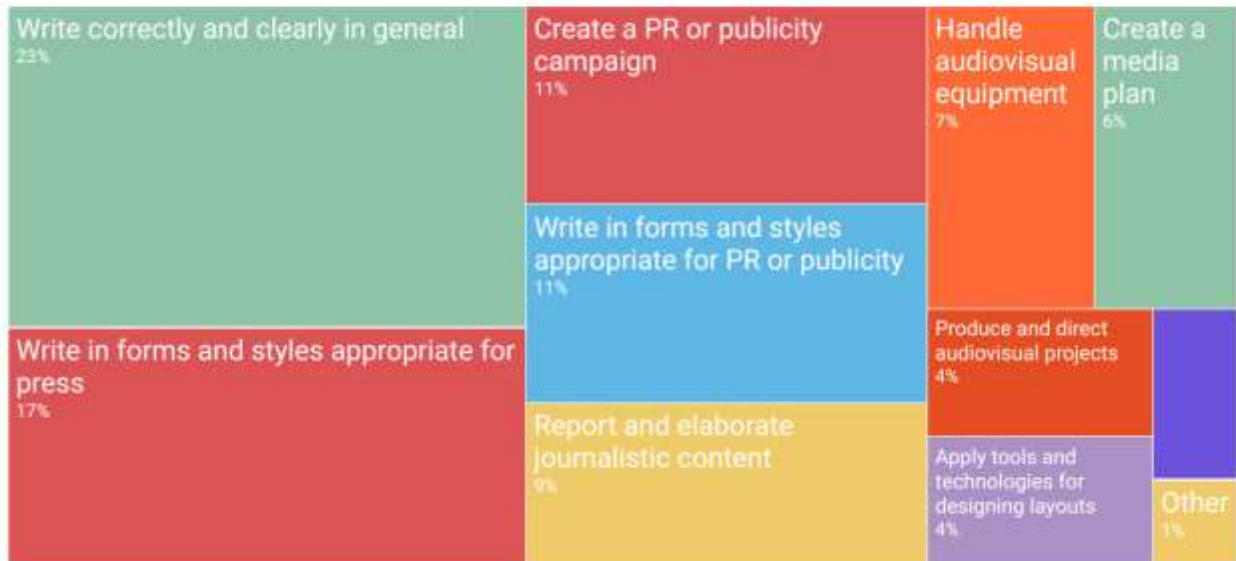 Write correctly and clearly in general
23%
Write in forms and styles appropriate for
press
17%
Create a PR or publicity
campaign
11%
Write in forms and styles
appropriate for PR or publicity
11%
Report and elaborate
journalistic content
9%
Handle
audiovisual
equipment
7%
Create a
media
plan
6%
Produce and direct
audiovisual projects
4%
Apply tools and
technologies for
designing layouts
4%
Other
1%